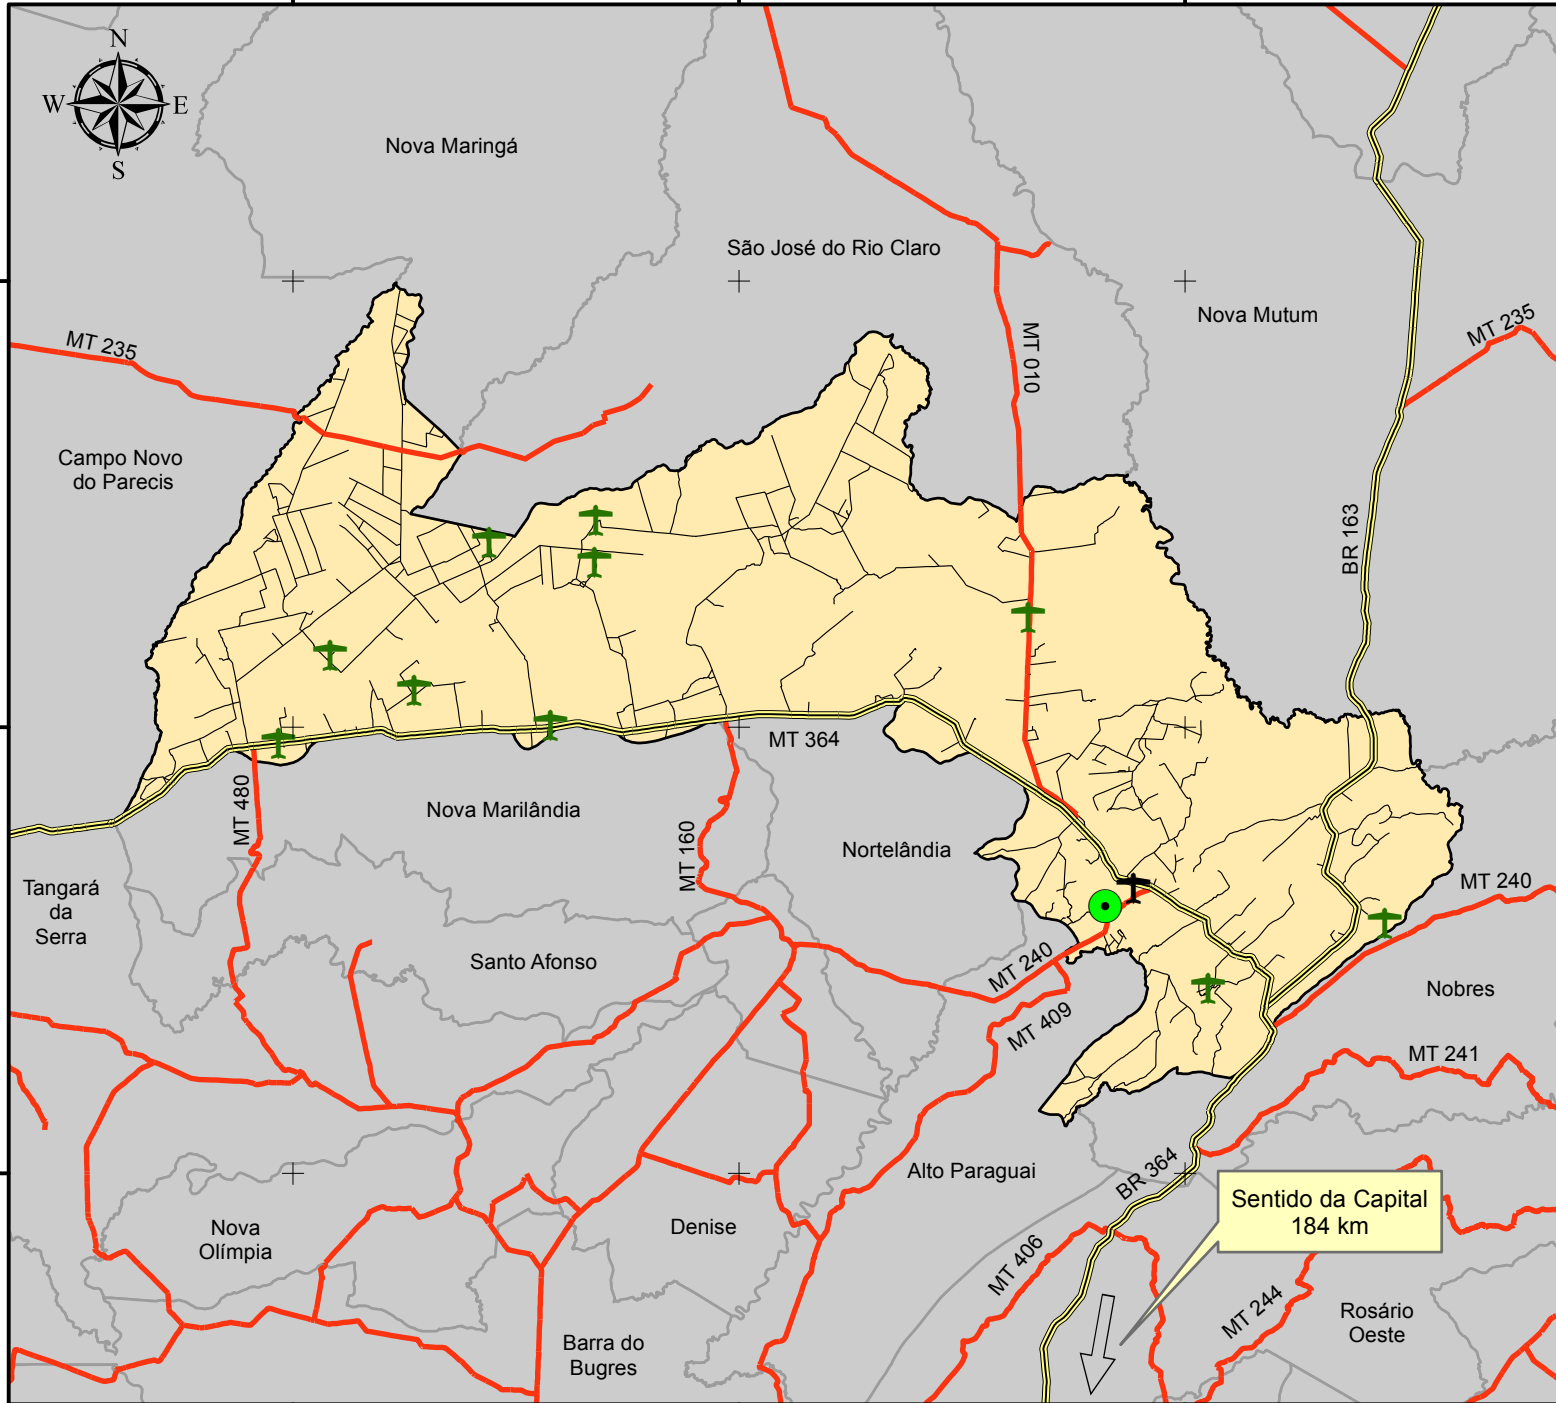 N
W
E
S
Nova Maringá
São José do Rio Claro
Nova Mutum
MT 235
MT 010
MT 235
Campo Novo
do Parecis
BR 163
MT 364
MT 480
Nova Marilândia
MT 160
Nortelândia
Tangará
da
Serra
MT 240
Santo Afonso
MT 240
Nobres
MT 409
MT 241
Alto Paraguai
BR 364
Sentido da Capital
184 km
Nova
Olímpia
Denise
MT 406
MT 244
Rosário
Oeste
Barra do
Bugres